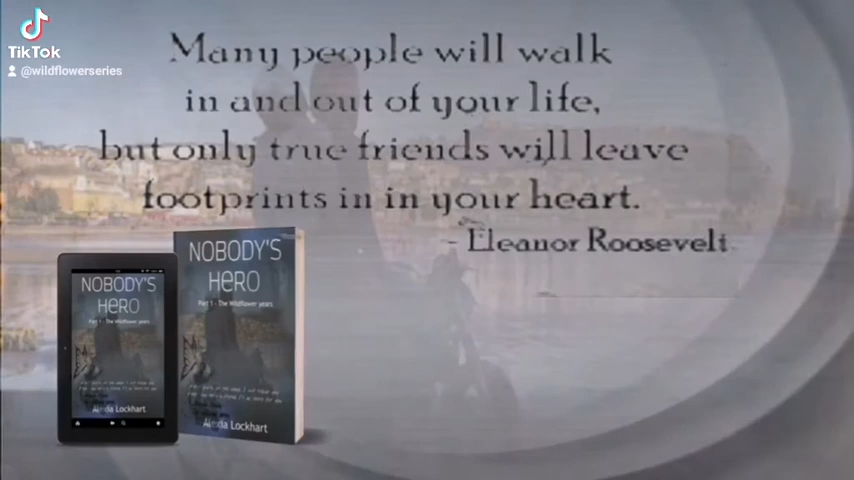 TikTok
@wildflowerseries
Many people will walk
in and out of your life,
but only true friends will leave
footprints in in your heart.
- Eleanor Roosevelt
NOBODY'S
HERO
Part 1 - The Wildflower years
Alexda Lockhart
NOBODY'S
HERO
Part 1 - The Wildflower years
Lockhart